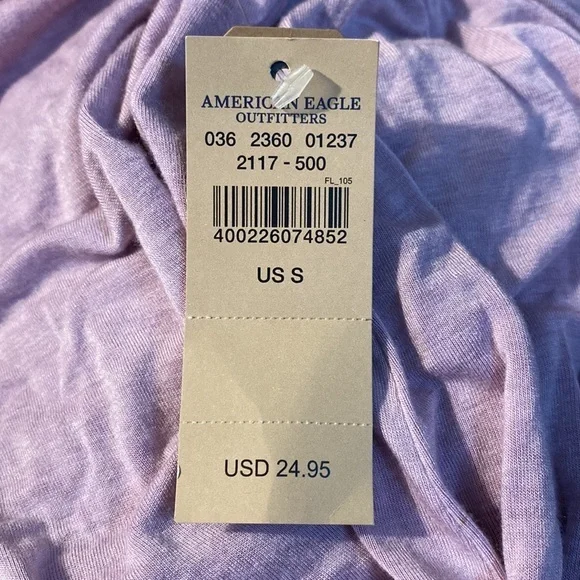 AMERICAN EAGLE
OUTFITTERS
036 2360 01237
2117 - 500
FL_105
400226074852
US S
USD 24.95